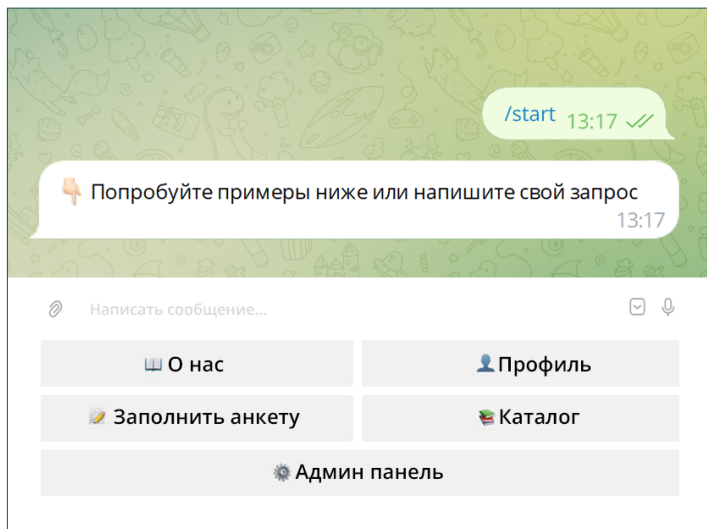 /start 13:17
👇🏻 Попробуйте примеры ниже или напишите свой запрос
13:17
Написать сообщение...
📖 О нас
👤Профиль
📝 Заполнить анкету
📚Каталог
⚙️Админ панель